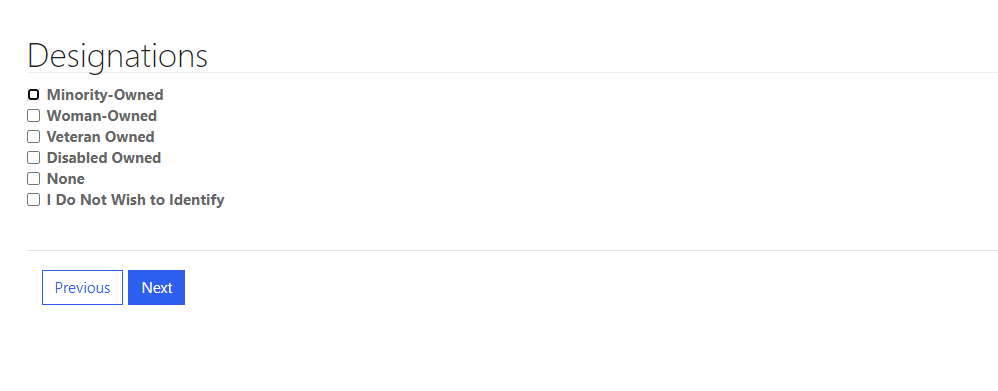 Designations
Minority-Owned
Woman-Owned
Veteran Owned
Disabled Owned
None
I Do Not Wish to Identify
Previous Next